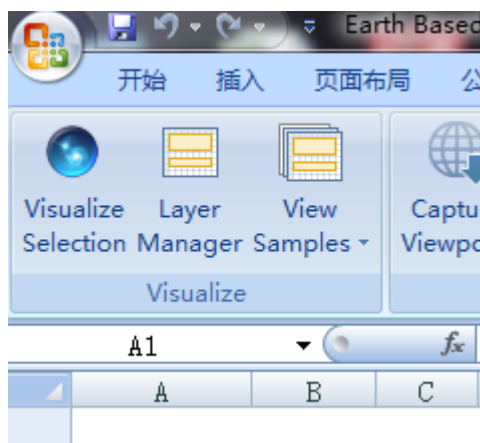 Earth Based
开始 插入 页面布局
Visualize Layer View
Selection Manager Samples
Visualize
A1 fx
A B C